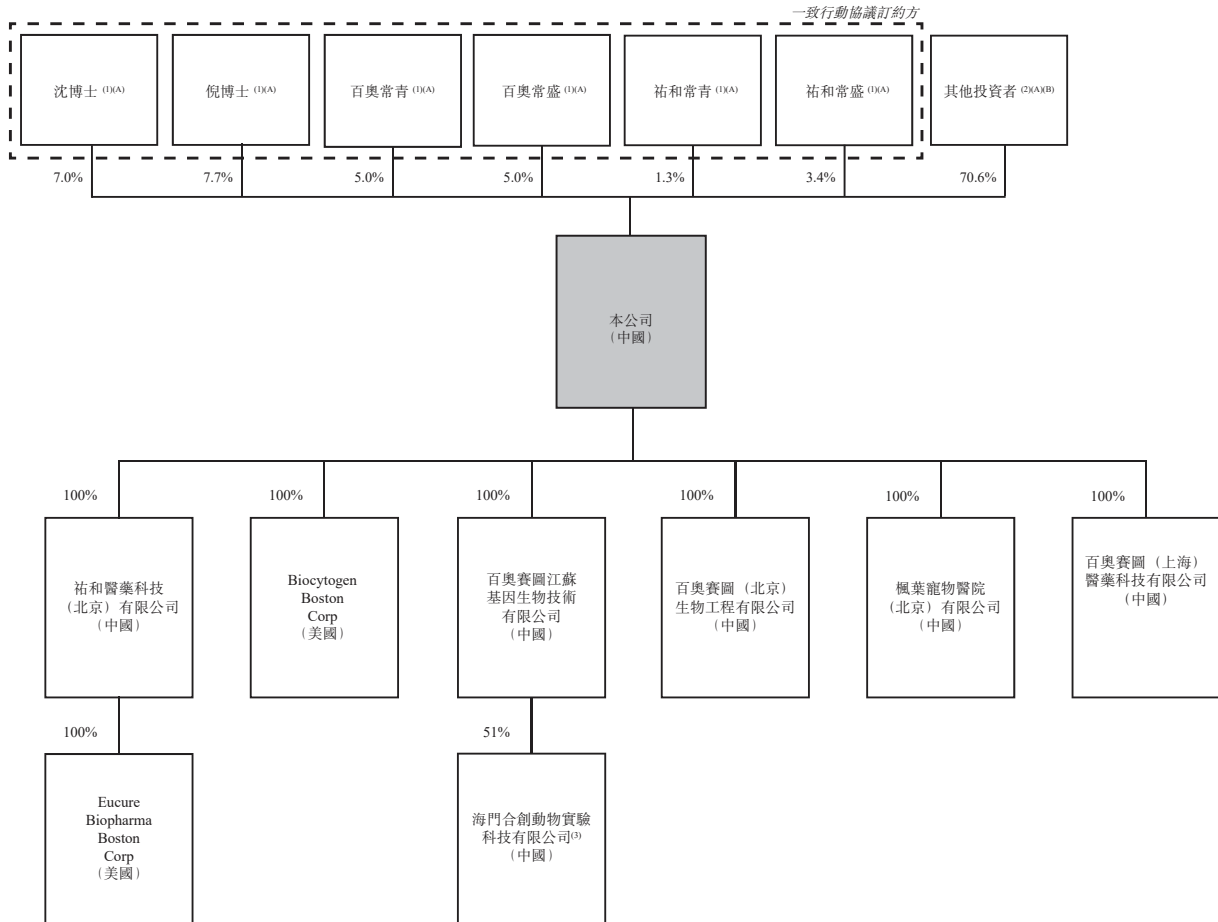 一致行動協議訂約方
沈博士 (1)(A)
倪博士 (1)(A)
百奧常青 (1)(A)
百奧常盛 (1)(A)
祐和常青 (1)(A)
祐和常盛 (1)(A)
其他投資者 (2)(A)(B)
7.0%
7.7%
5.0%
5.0%
1.3%
3.4%
70.6%
本公司
（中國）
100%
100%
100%
100%
100%
100%
祐和醫藥科技
（北京）有限公司
（中國）
Biocytogen
Boston
Corp
（美國）
百奧賽圖江蘇
基因生物技術
有限公司
（中國）
百奧賽圖（北京）
生物工程有限公司
（中國）
楓葉寵物醫院
（北京）有限公司
（中國）
百奧賽圖（上海）
醫藥科技有限公司
（中國）
100%
51%
Eucure
Biopharma
Boston
Corp
（美國）
海門合創動物實驗
科技有限公司(3)
（中國）